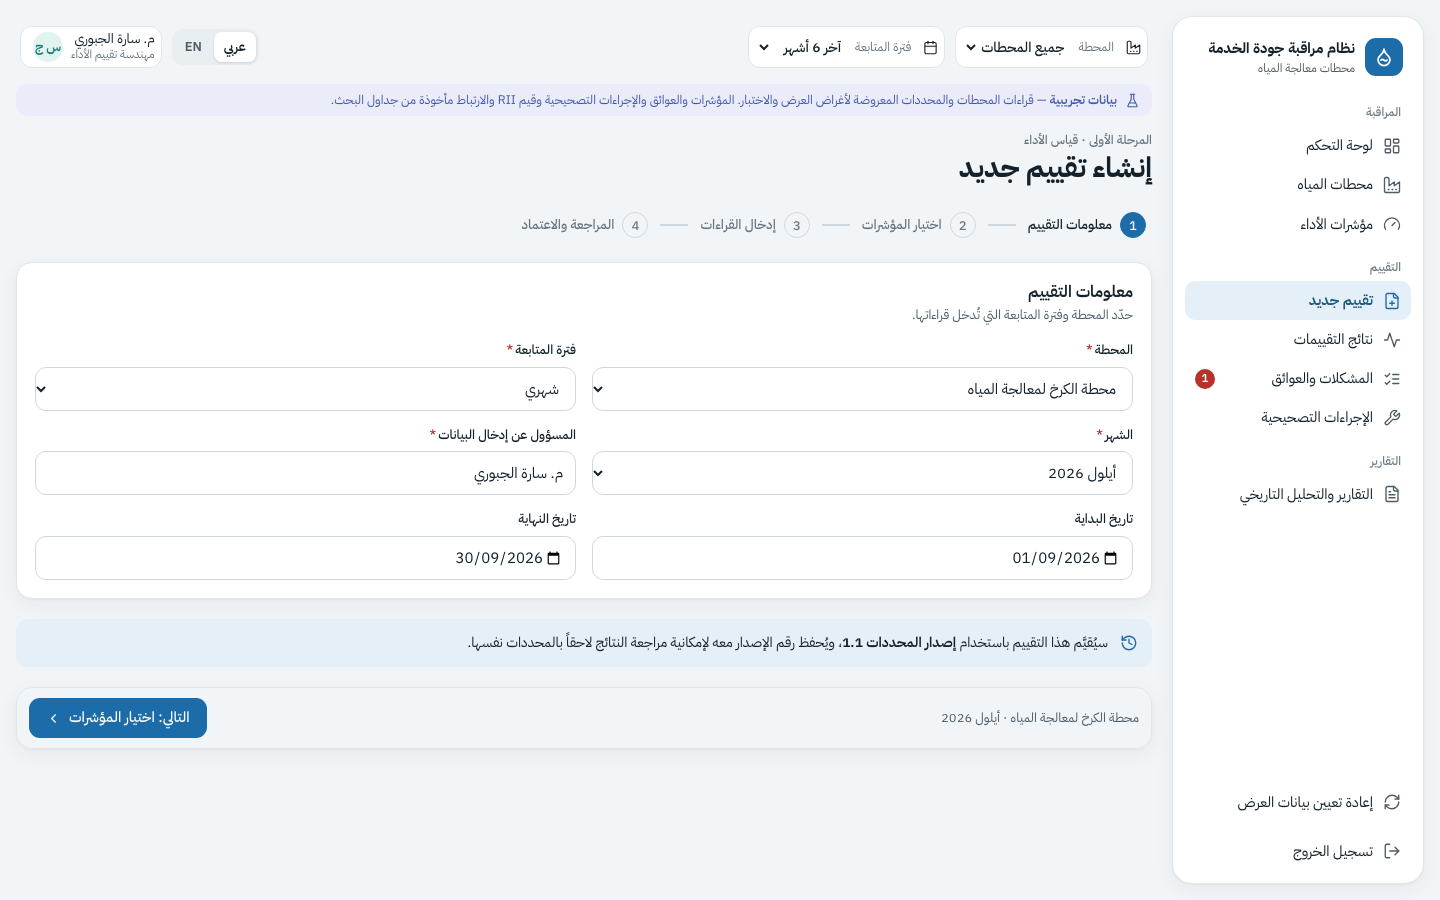 نظام مراقبة جودة الخدمة
محطات معالجة المياه
المراقبة
لوحة التحكم
محطات المياه
مؤشرات الأداء
التقييم
تقييم جديد
نتائج التقييمات
المشكلات والعوائق
1
الإجراءات التصحيحية
التقارير
التقارير والتحليل التاريخي
إعادة تعيين بيانات العرض
تسجيل الخروج
المحطة جميع المحطات
فترة المتابعة آخر 6 أشهر
عربي EN
م. سارة الجبوري
مهندسة تقييم الأداء
س ج
بيانات تجريبية — قراءات المحطات والمحددات المعروضة لأغراض العرض والاختبار. المؤشرات والعوائق والإجراءات التصحيحية وقيم RII والارتباط مأخوذة من جداول البحث.
المرحلة الأولى · قياس الأداء
إنشاء تقييم جديد
1 معلومات التقييم
2 اختيار المؤشرات
3 إدخال القراءات
4 المراجعة والاعتماد
معلومات التقييم
حدّد المحطة وفترة المتابعة التي تُدخل قراءاتها.
المحطة *
محطة الكرخ لمعالجة المياه
فترة المتابعة *
شهري
الشهر *
أيلول 2026
المسؤول عن إدخال البيانات *
م. سارة الجبوري
تاريخ البداية
01/09/2026
تاريخ النهاية
30/09/2026
سيُقيَّم هذا التقييم باستخدام إصدار المحددات 1.1، ويُحفظ رقم الإصدار معه لإمكانية مراجعة النتائج لاحقاً بالمحددات نفسها.
محطة الكرخ لمعالجة المياه · أيلول 2026
التالي: اختيار المؤشرات